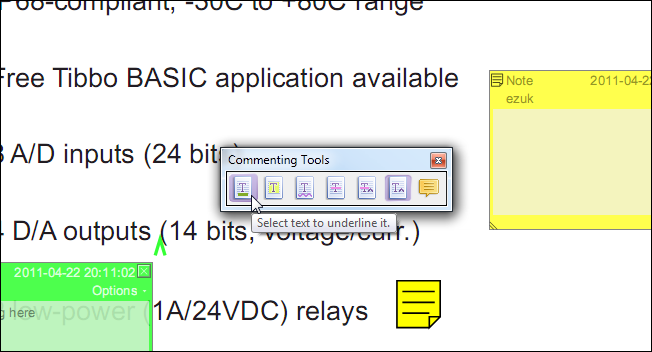 P68-compliant, -30C to +80C range
Free Tibbo BASIC application available
Note 2011-04-22
ezuk
A/D inputs (24 bits)
Commenting Tools
Select text to underline it.
D/A outputs (14 bits, voltage/curr.)
2011-04-22 20:11:02
Options
g here
low-power (1A/24VDC) relays